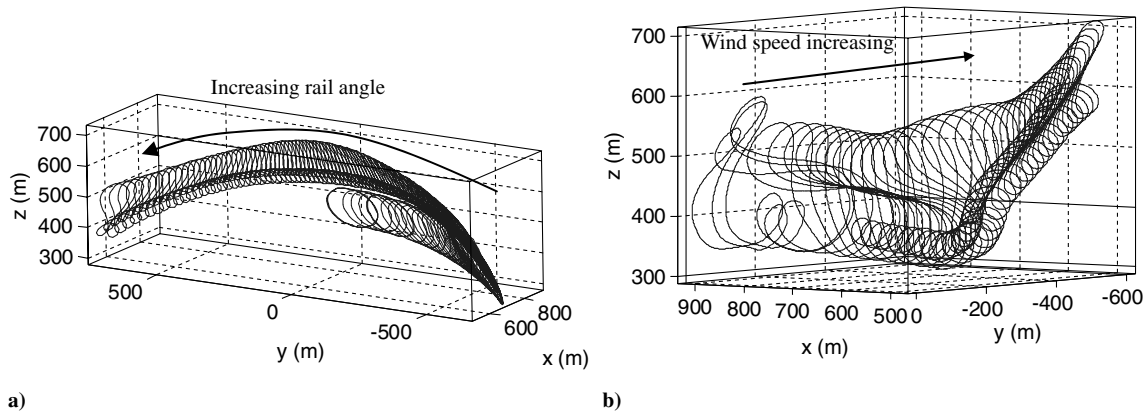 Increasing rail angle
700
600
500
400
300
z (m)
500
0
-500
y (m)
800
600
x (m)
a)
Wind speed increasing
700
600
500
400
300
z (m)
900 800 700 600 500
x (m)
0 -200 -400 -600
y (m)
b)